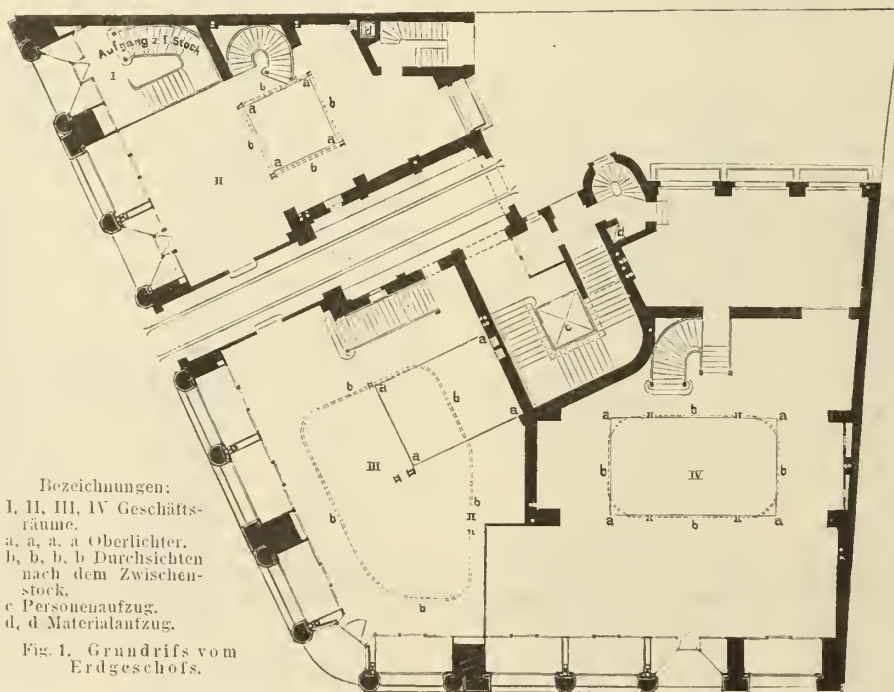 Aufgang z. I. Stock
I
d
b
a
a
b
b
II
a
a
b
d
c
a
b
b
a
b
a
a
III
a
b
b
b
a
b
a
b
IV
b
a
b
a
Bezeichnungen:
I, II, III, IV Geschäfts-
räume.
a, a, a, a Oberlichter.
b, b, b, b Durchsichten
nach dem Zwischen-
stock.
c Personenaufzug.
d, d Materialaufzug.
Fig. 1. Grundriſs vom
Erdgeschoſs.